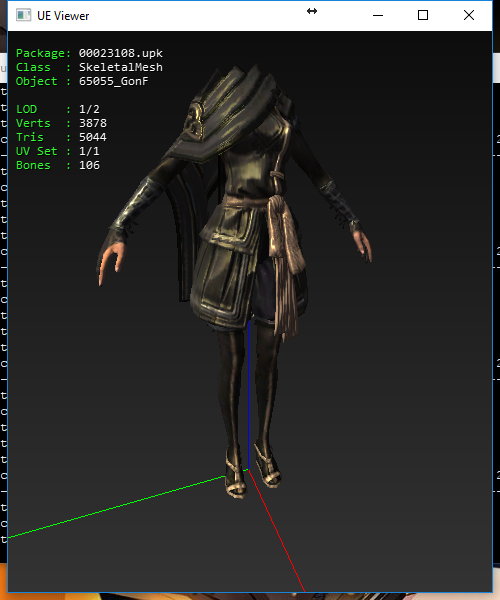 UE Viewer
Package: 00023108.upk
Class : SkeletalMesh
Object : 65055_GonF
LOD : 1/2
Verts : 3878
Tris : 5044
UV Set : 1/1
Bones : 106